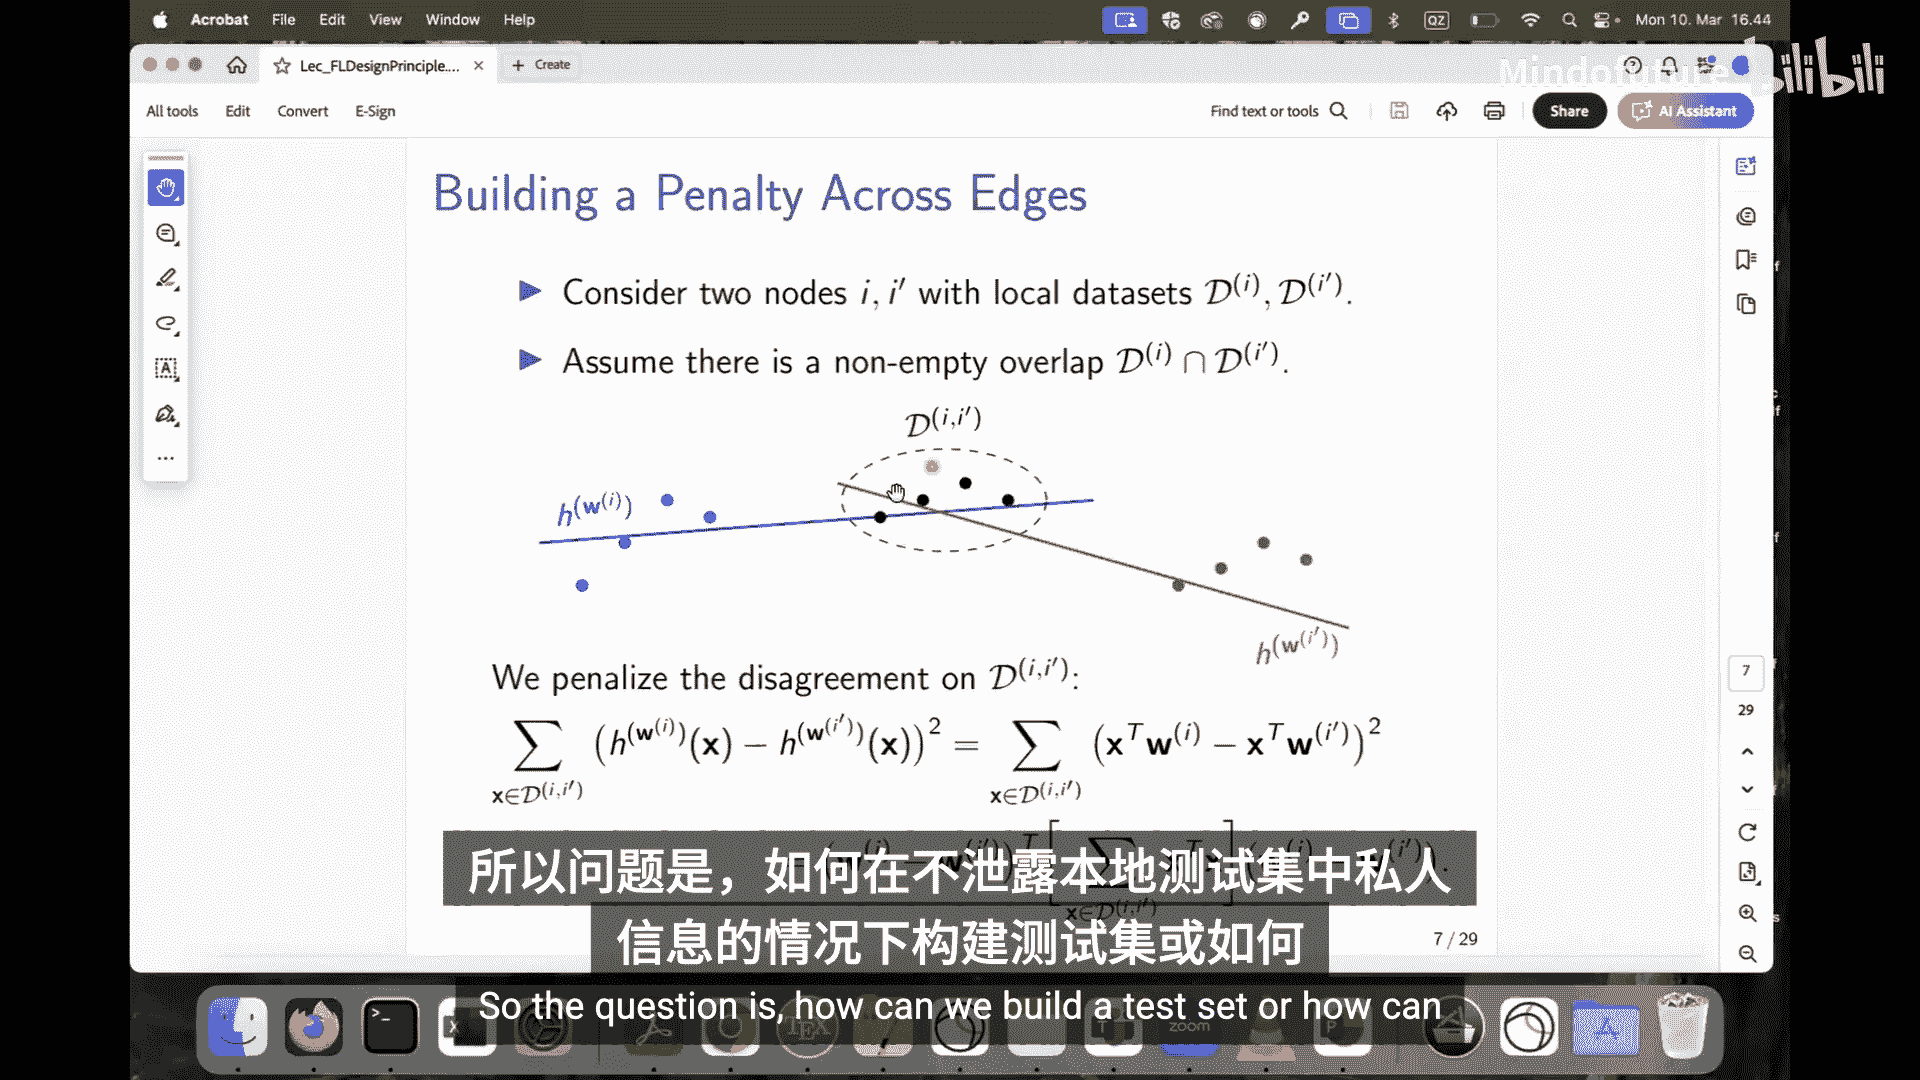 Acrobat File Edit View Window Help
QZ Mon 10. Mar 16.44
Lec_FLDesignPrinciple.... × + Create
Mindofuture bilibili
All tools Edit Convert E-Sign
Find text or tools Share AI Assistant
Building a Penalty Across Edges
Consider two nodes i, i′ with local datasets 𝒟^(i), 𝒟^(i′).
Assume there is a non-empty overlap 𝒟^(i) ∩ 𝒟^(i′).
𝒟^(i,i′)
h^(w^(i))
h^(w^(i′))
We penalize the disagreement on 𝒟^(i,i′):
∑_{x∈𝒟^(i,i′)} (h^(w^(i))(x) − h^(w^(i′))(x))² = ∑_{x∈𝒟^(i,i′)} (x^T w^(i) − x^T w^(i′))²
x∈𝒟^(i,i′)
7
29
7 / 29
所以问题是，如何在不泄露本地测试集中私人
信息的情况下构建测试集或如何
So the question is, how can we build a test set or how can
zoom